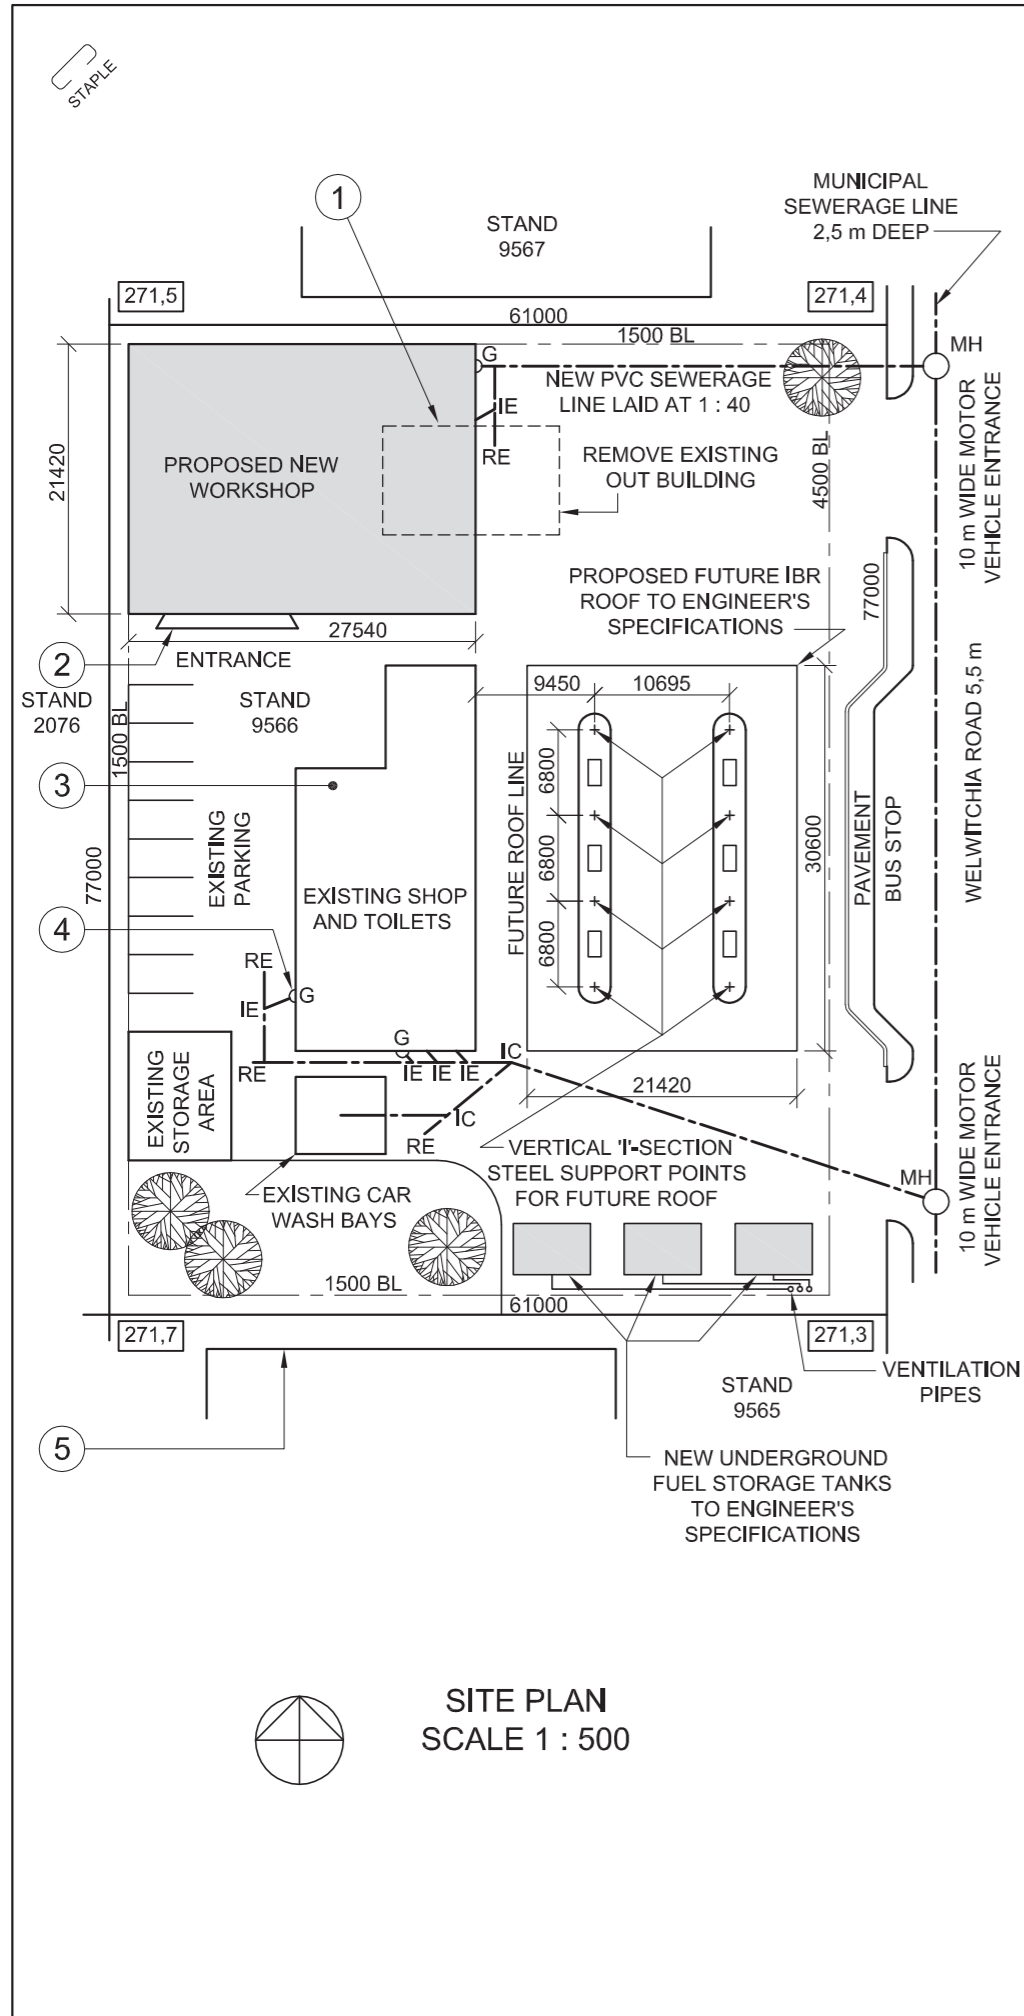 STAPLE
1
STAND
9567
MUNICIPAL
SEWERAGE LINE
2,5 m DEEP
271,5
271,4
61000
1500 BL
G
MH
NEW PVC SEWERAGE
LINE LAID AT 1 : 40
IE
RE
PROPOSED NEW
WORKSHOP
REMOVE EXISTING
OUT BUILDING
21420
4500 BL
10 m WIDE MOTOR
VEHICLE ENTRANCE
PROPOSED FUTURE IBR
ROOF TO ENGINEER'S
SPECIFICATIONS
77000
27540
2
ENTRANCE
STAND
2076
STAND
9566
9450
10695
1500 BL
3
FUTURE ROOF LINE
6800
6800
6800
30600
PAVEMENT
BUS STOP
WELWITCHIA ROAD 5,5 m
77000
EXISTING
PARKING
EXISTING SHOP
AND TOILETS
4
RE
G
IE
G
IC
RE
IE
IE
IE
EXISTING
STORAGE
AREA
21420
IC
RE
10 m WIDE MOTOR
VEHICLE ENTRANCE
VERTICAL 'I'-SECTION
STEEL SUPPORT POINTS
FOR FUTURE ROOF
MH
EXISTING CAR
WASH BAYS
1500 BL
61000
271,7
271,3
VENTILATION
PIPES
STAND
9565
5
NEW UNDERGROUND
FUEL STORAGE TANKS
TO ENGINEER'S
SPECIFICATIONS
SITE PLAN
SCALE 1 : 500